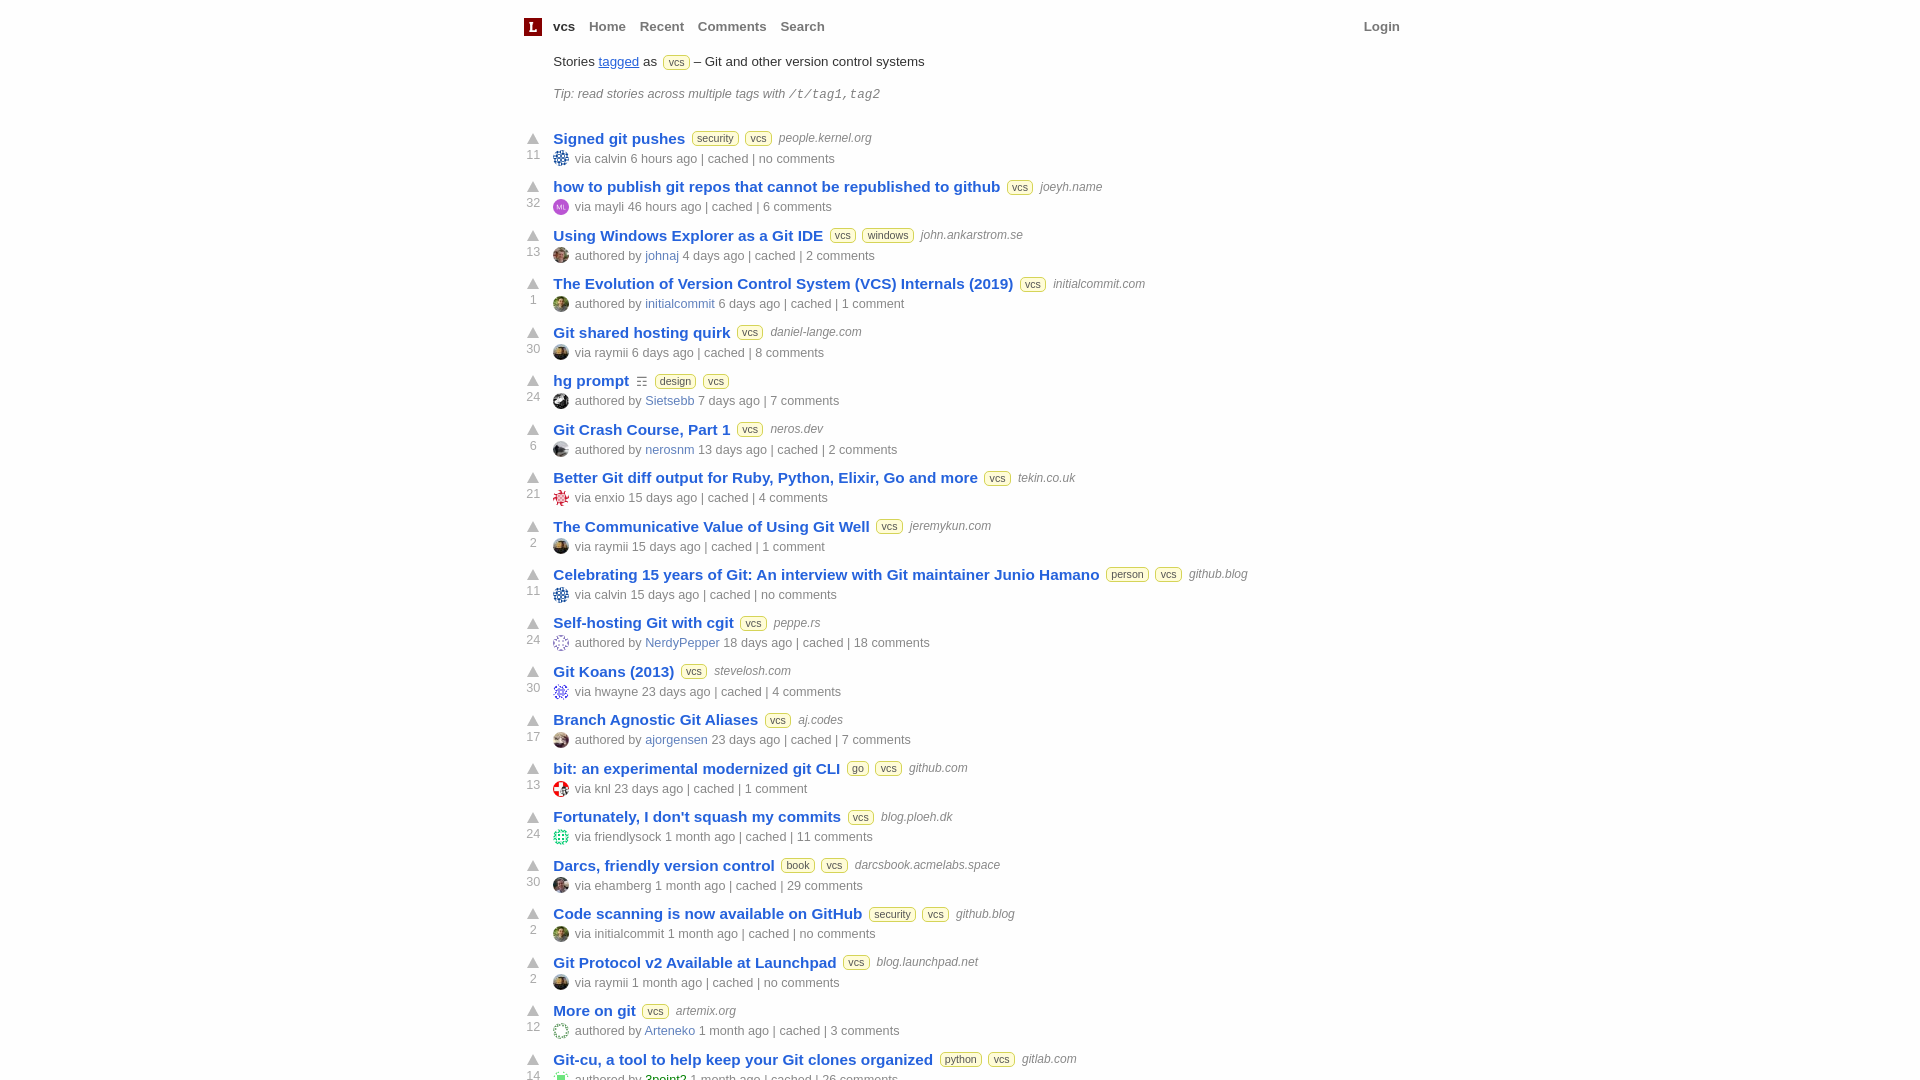 L vcs Home Recent Comments Search Login
Stories tagged as vcs – Git and other version control systems
Tip: read stories across multiple tags with /t/tag1,tag2
Signed git pushes security vcs people.kernel.org
11 via calvin 6 hours ago | cached | no comments
how to publish git repos that cannot be republished to github vcs joeyh.name
32 via mayli 46 hours ago | cached | 6 comments
Using Windows Explorer as a Git IDE vcs windows john.ankarstrom.se
13 authored by johnaj 4 days ago | cached | 2 comments
The Evolution of Version Control System (VCS) Internals (2019) vcs initialcommit.com
1 authored by initialcommit 6 days ago | cached | 1 comment
Git shared hosting quirk vcs daniel-lange.com
30 via raymii 6 days ago | cached | 8 comments
hg prompt ☶ design vcs
24 authored by Sietsebb 7 days ago | 7 comments
Git Crash Course, Part 1 vcs neros.dev
6 authored by nerosnm 13 days ago | cached | 2 comments
Better Git diff output for Ruby, Python, Elixir, Go and more vcs tekin.co.uk
21 via enxio 15 days ago | cached | 4 comments
The Communicative Value of Using Git Well vcs jeremykun.com
2 via raymii 15 days ago | cached | 1 comment
Celebrating 15 years of Git: An interview with Git maintainer Junio Hamano person vcs github.blog
11 via calvin 15 days ago | cached | no comments
Self-hosting Git with cgit vcs peppe.rs
24 authored by NerdyPepper 18 days ago | cached | 18 comments
Git Koans (2013) vcs stevelosh.com
30 via hwayne 23 days ago | cached | 4 comments
Branch Agnostic Git Aliases vcs aj.codes
17 authored by ajorgensen 23 days ago | cached | 7 comments
bit: an experimental modernized git CLI go vcs github.com
13 via knl 23 days ago | cached | 1 comment
Fortunately, I don't squash my commits vcs blog.ploeh.dk
24 via friendlysock 1 month ago | cached | 11 comments
Darcs, friendly version control book vcs darcsbook.acmelabs.space
30 via ehamberg 1 month ago | cached | 29 comments
Code scanning is now available on GitHub security vcs github.blog
2 via initialcommit 1 month ago | cached | no comments
Git Protocol v2 Available at Launchpad vcs blog.launchpad.net
2 via raymii 1 month ago | cached | no comments
More on git vcs artemix.org
12 authored by Arteneko 1 month ago | cached | 3 comments
Git-cu, a tool to help keep your Git clones organized python vcs gitlab.com
14 authored by 3point2 1 month ago | cached | 26 comments